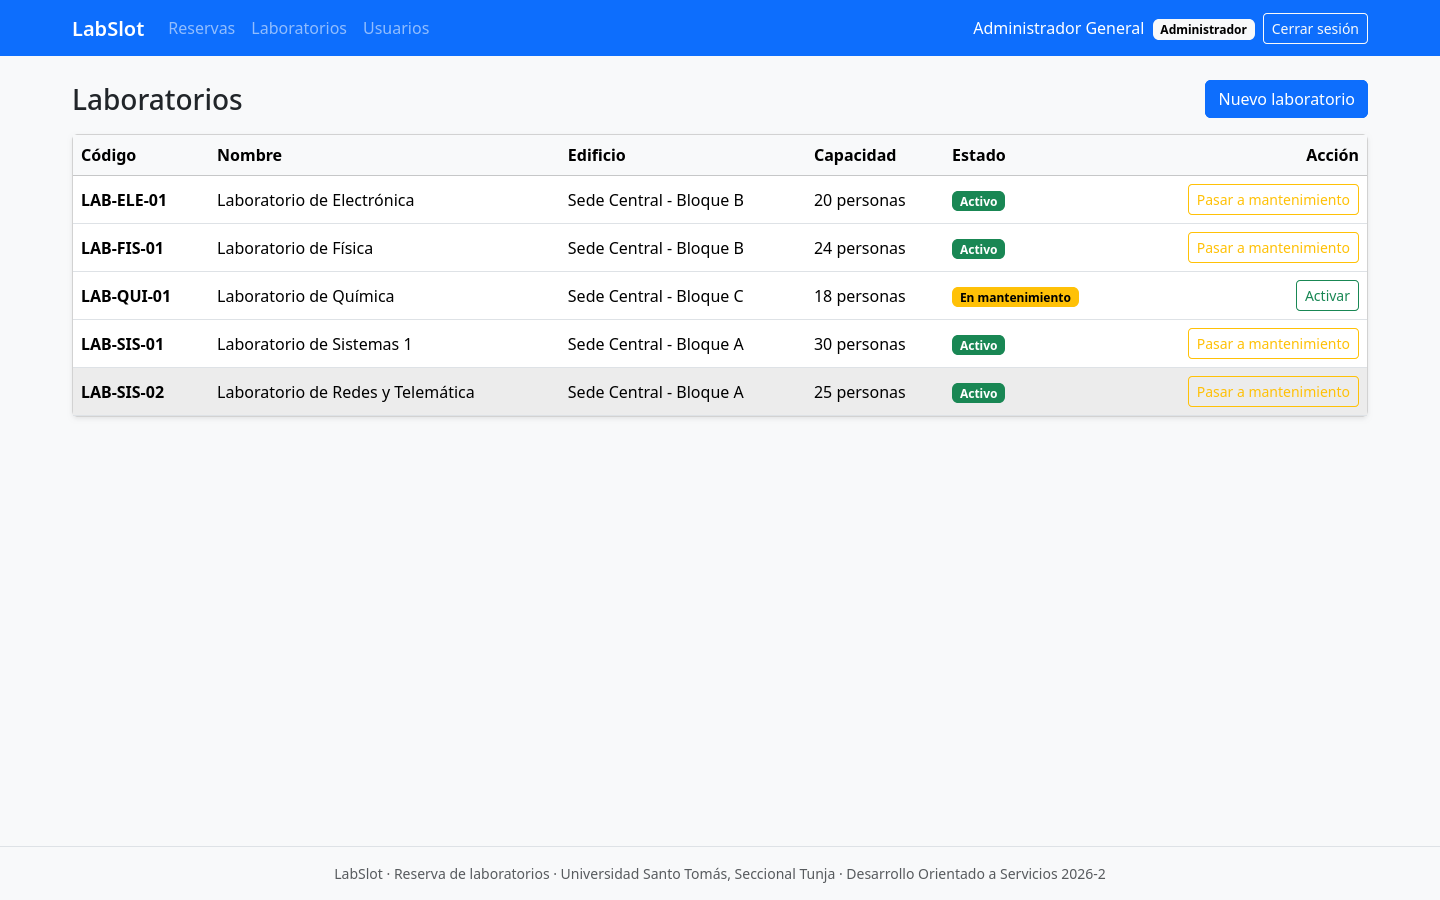 LabSlot Reservas Laboratorios Usuarios Administrador General Administrador Cerrar sesión
Laboratorios Nuevo laboratorio
Código Nombre Edificio Capacidad Estado Acción
LAB-ELE-01 Laboratorio de Electrónica Sede Central - Bloque B 20 personas Activo Pasar a mantenimiento
LAB-FIS-01 Laboratorio de Física Sede Central - Bloque B 24 personas Activo Pasar a mantenimiento
LAB-QUI-01 Laboratorio de Química Sede Central - Bloque C 18 personas En mantenimiento Activar
LAB-SIS-01 Laboratorio de Sistemas 1 Sede Central - Bloque A 30 personas Activo Pasar a mantenimiento
LAB-SIS-02 Laboratorio de Redes y Telemática Sede Central - Bloque A 25 personas Activo Pasar a mantenimiento
LabSlot · Reserva de laboratorios · Universidad Santo Tomás, Seccional Tunja · Desarrollo Orientado a Servicios 2026-2